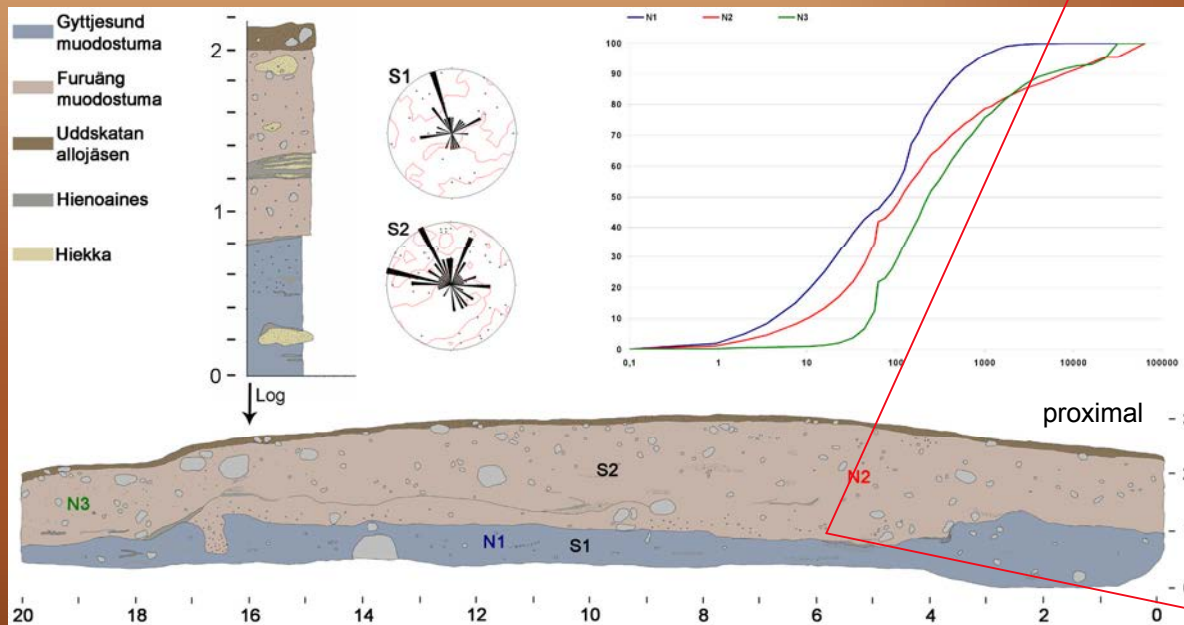 Gyttjesund
muodostuma
Furuäng
muodostuma
Uddskatan
allojäsen
Hienoaines
Hiekka
2
1
0
Log
S1
S2
N1 N2 N3
100
90
80
70
60
50
40
30
20
10
0
0,1 1 10 100 1000 10000 100000
proximal
2
S2
N2
N3
N1
S1
20 18 16 14 12 10 8 6 4 2 0